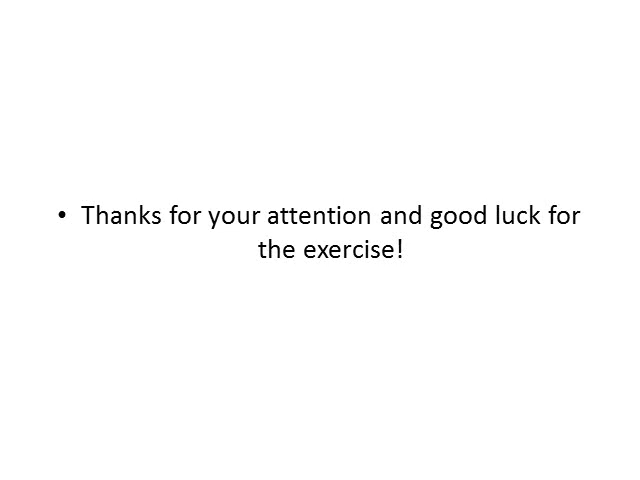 • Thanks for your attention and good luck for
the exercise!